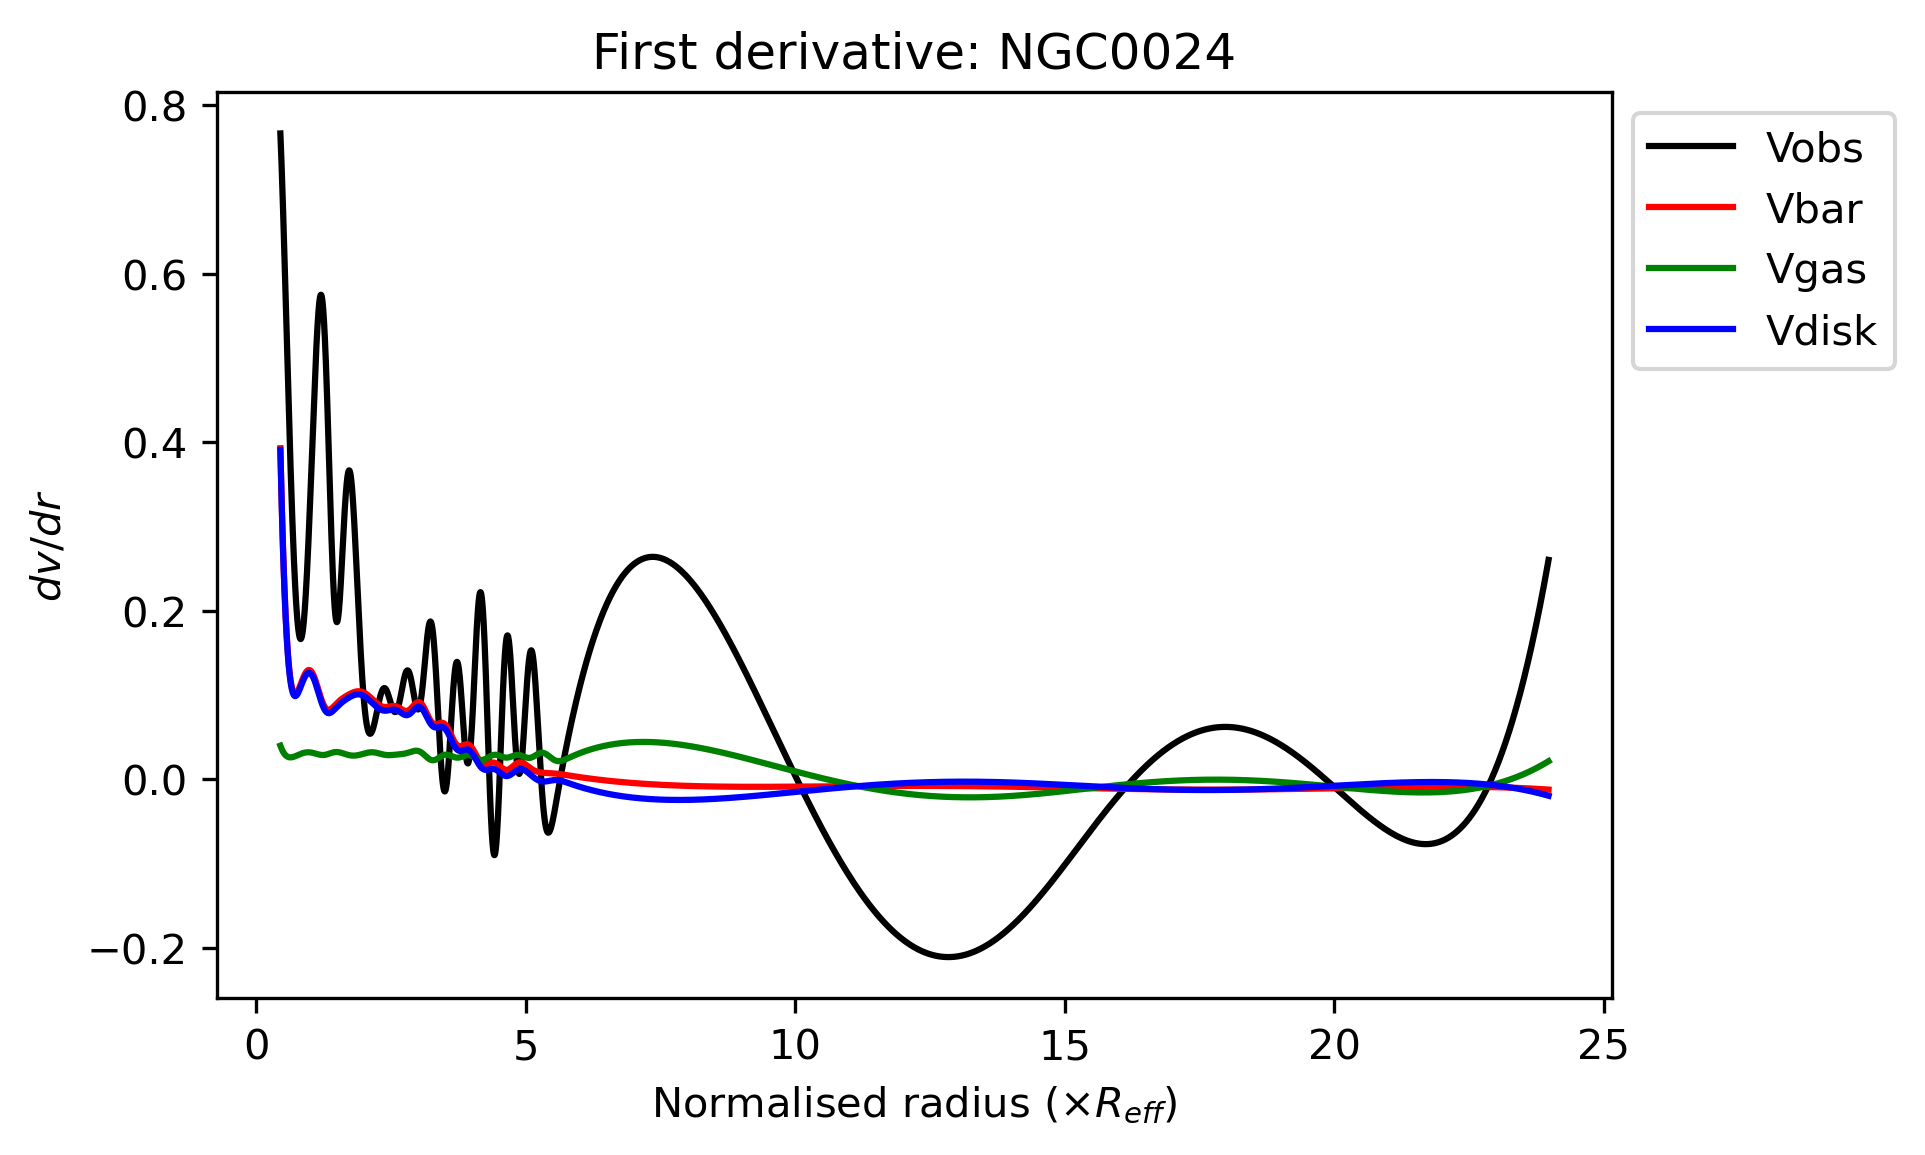 First derivative: NGC0024
0.8
0.6
0.4
0.2
0.0
−0.2
dv/dr
0
5
10
15
20
25
Normalised radius (×R_eff)
Vobs
Vbar
Vgas
Vdisk